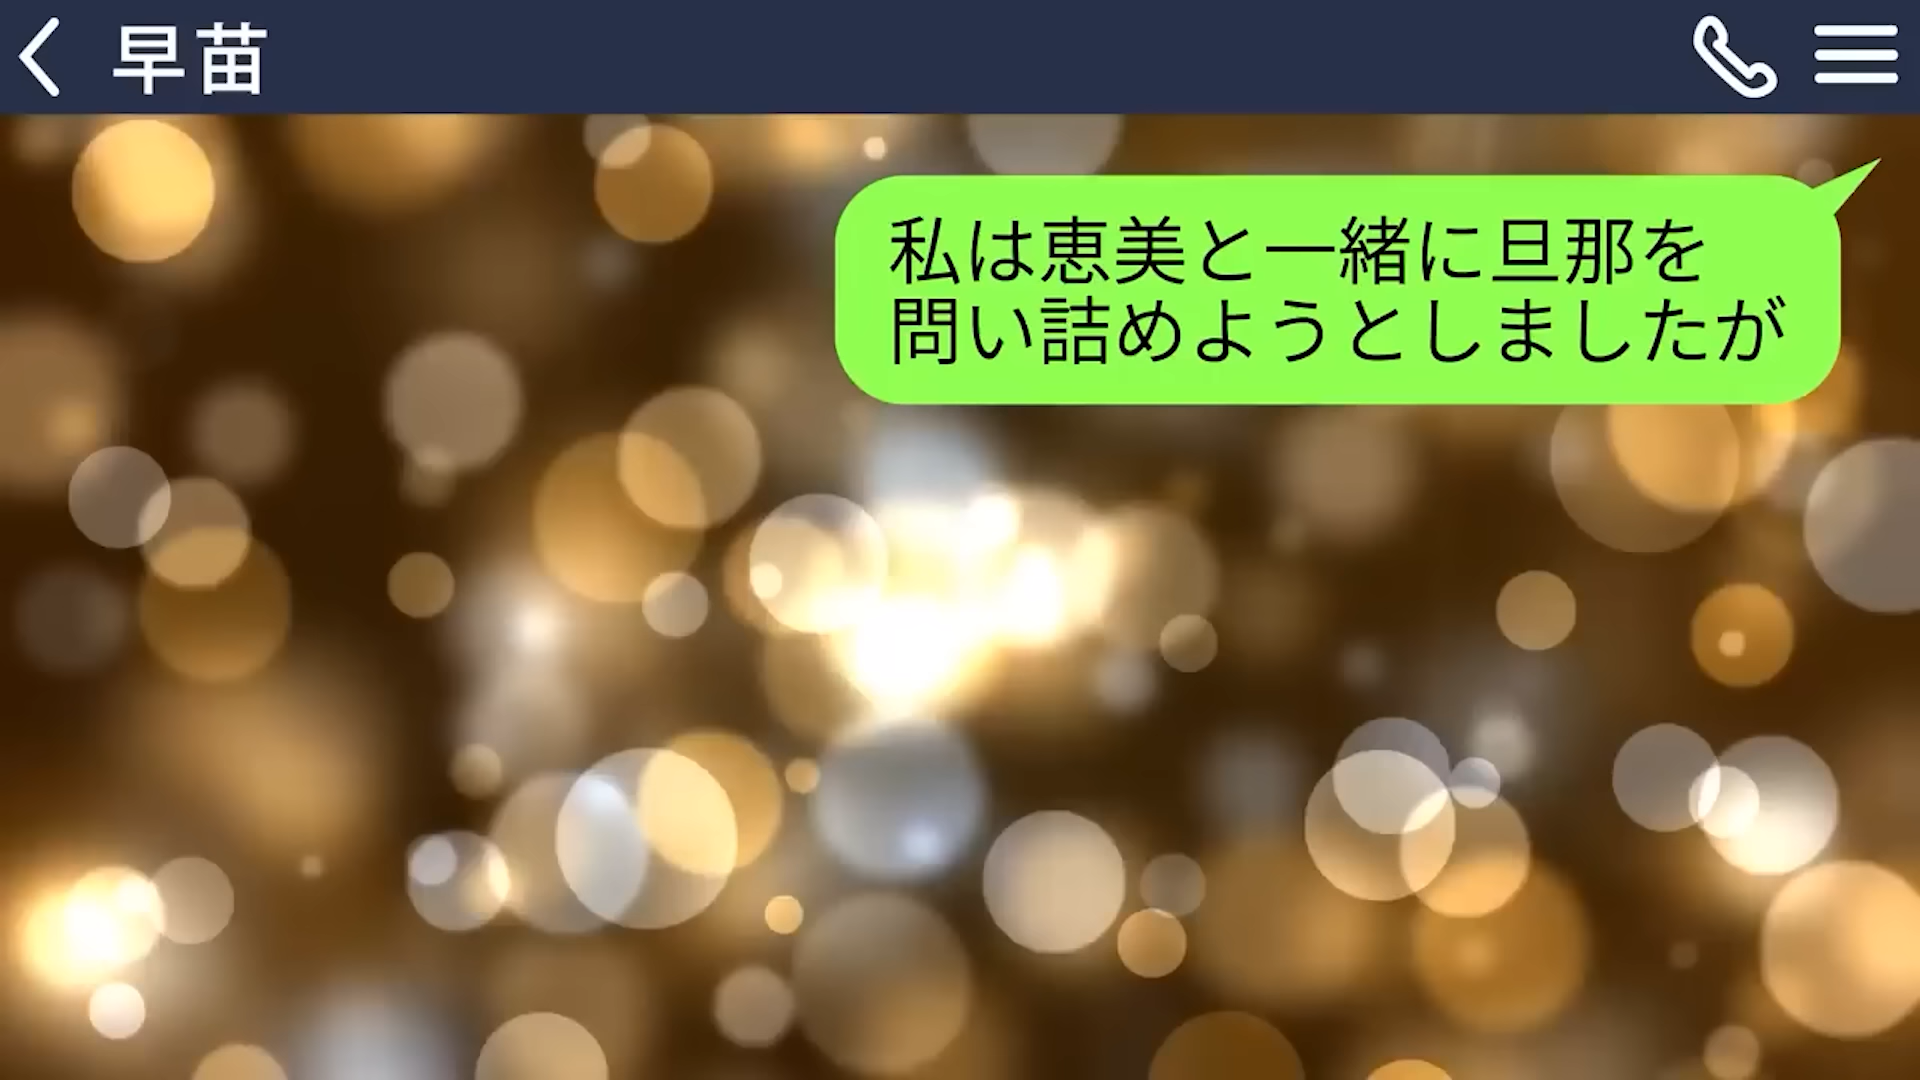 早苗
私は恵美と一緒に旦那を
問い詰めようとしましたが